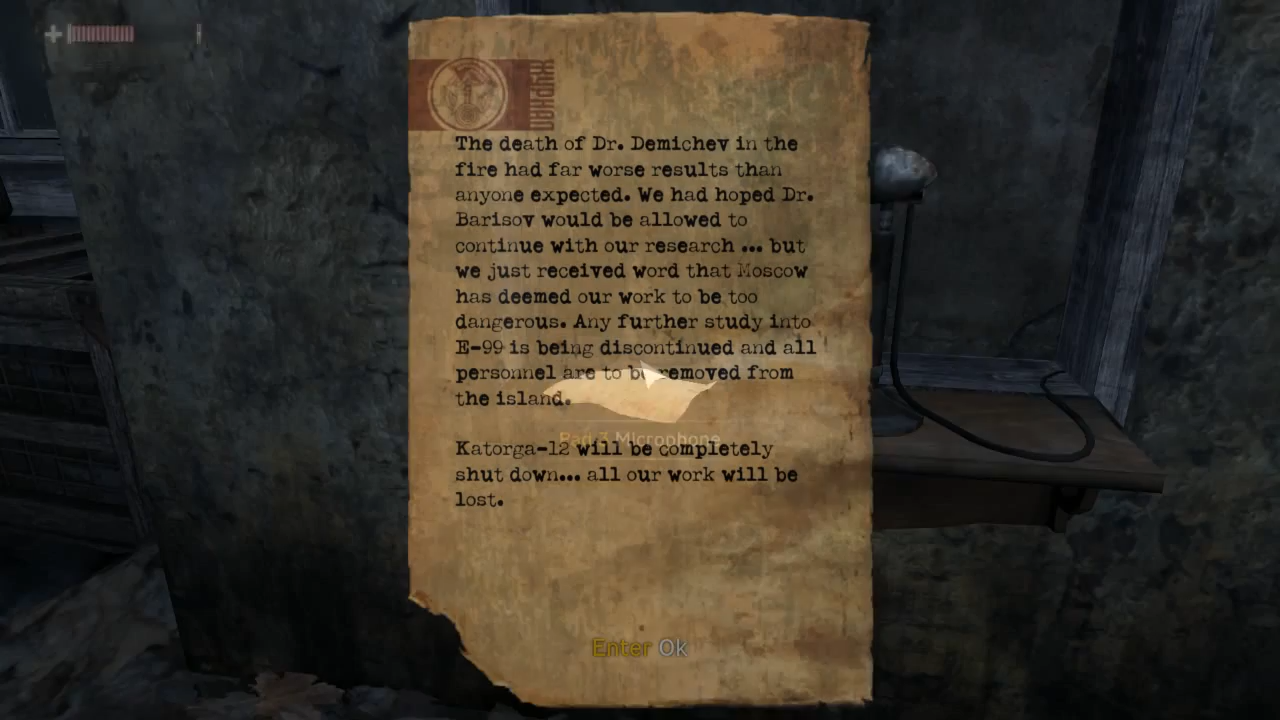 The death of Dr. Demichev in the
fire had far worse results than
anyone expected. We had hoped Dr.
Barisov would be allowed to
continue with our research ... but
we just received word that Moscow
has deemed our work to be too
dangerous. Any further study into
E-99 is being discontinued and all
personnel are to be removed from
the island.
Pad 3 Microphone
Katorga-12 will be completely
shut down... all our work will be
lost.
Enter Ok